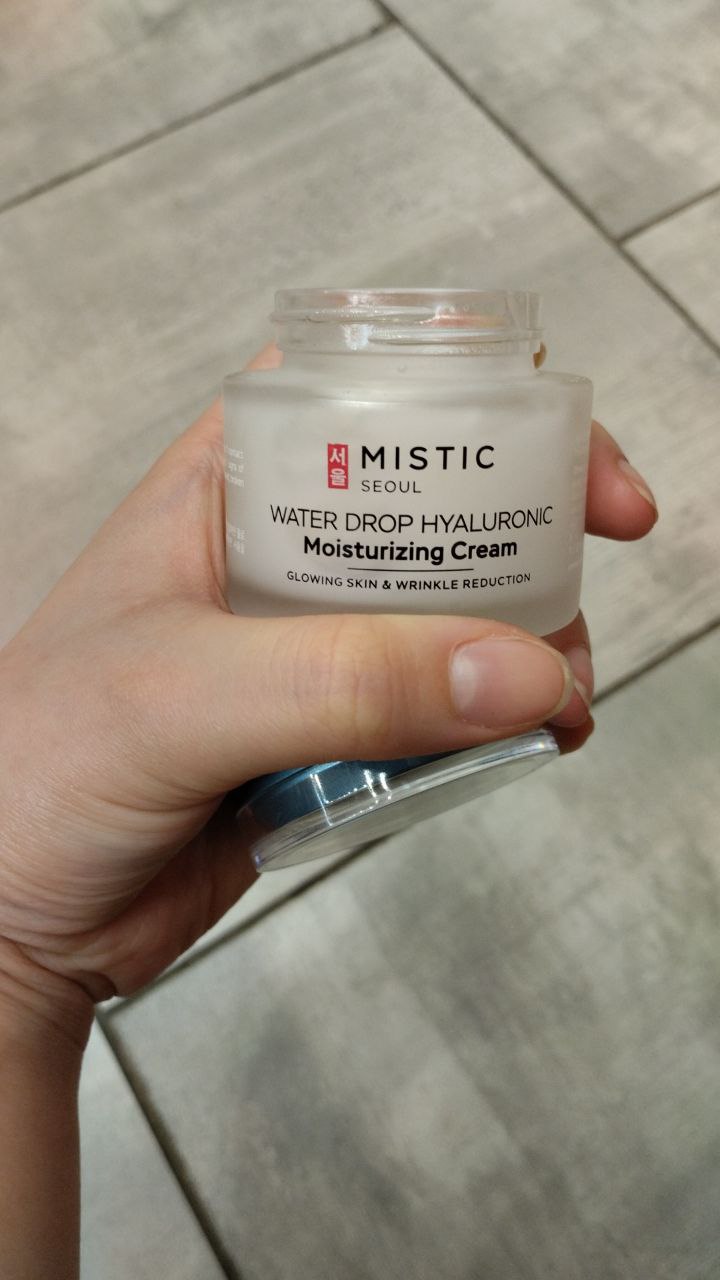 서울
MISTIC
SEOUL
WATER DROP HYALURONIC
Moisturizing Cream
GLOWING SKIN & WRINKLE REDUCTION